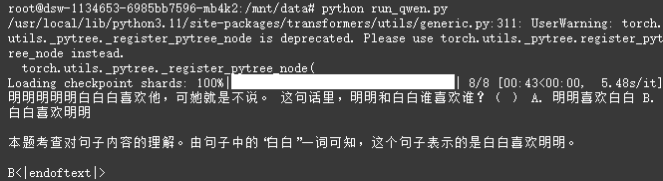 root@dsw-1134653-6985bb7596-mb4k2:/mnt/data# python run_qwen.py
/usr/local/lib/python3.11/site-packages/transformers/utils/generic.py:311: UserWarning: torch.
utils._pytree._register_pytree_node is deprecated. Please use torch.utils._pytree.register_pyt
ree_node instead.
  torch.utils._pytree._register_pytree_node(
Loading checkpoint shards: 100%|██████████| 8/8 [00:43<00:00,  5.48s/it]
明明明明明白白白喜欢他，可她就是不说。 这句话里，明明和白白谁喜欢谁？（ ） A. 明明喜欢白白 B.
白白喜欢明明
本题考查对句子内容的理解。由句子中的“白白”一词可知，这个句子表示的是白白喜欢明明。
B<|endoftext|>